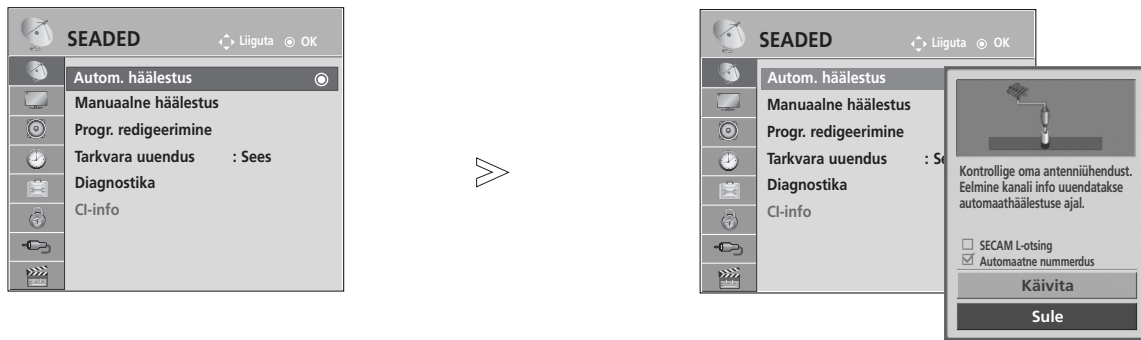 SEADED Liiguta OK
Autom. häälestus
Manuaalne häälestus
Progr. redigeerimine
Tarkvara uuendus : Sees
Diagnostika
CI-info
SEADED Liiguta OK
Autom. häälestus
Manuaalne häälestus
Progr. redigeerimine
Tarkvara uuendus : Se
Diagnostika
CI-info
Kontrollige oma antenniühendust.
Eelmine kanali info uuendatakse
automaathäälestuse ajal.
SECAM L-otsing
Automaatne nummerdus
Käivita
Sule